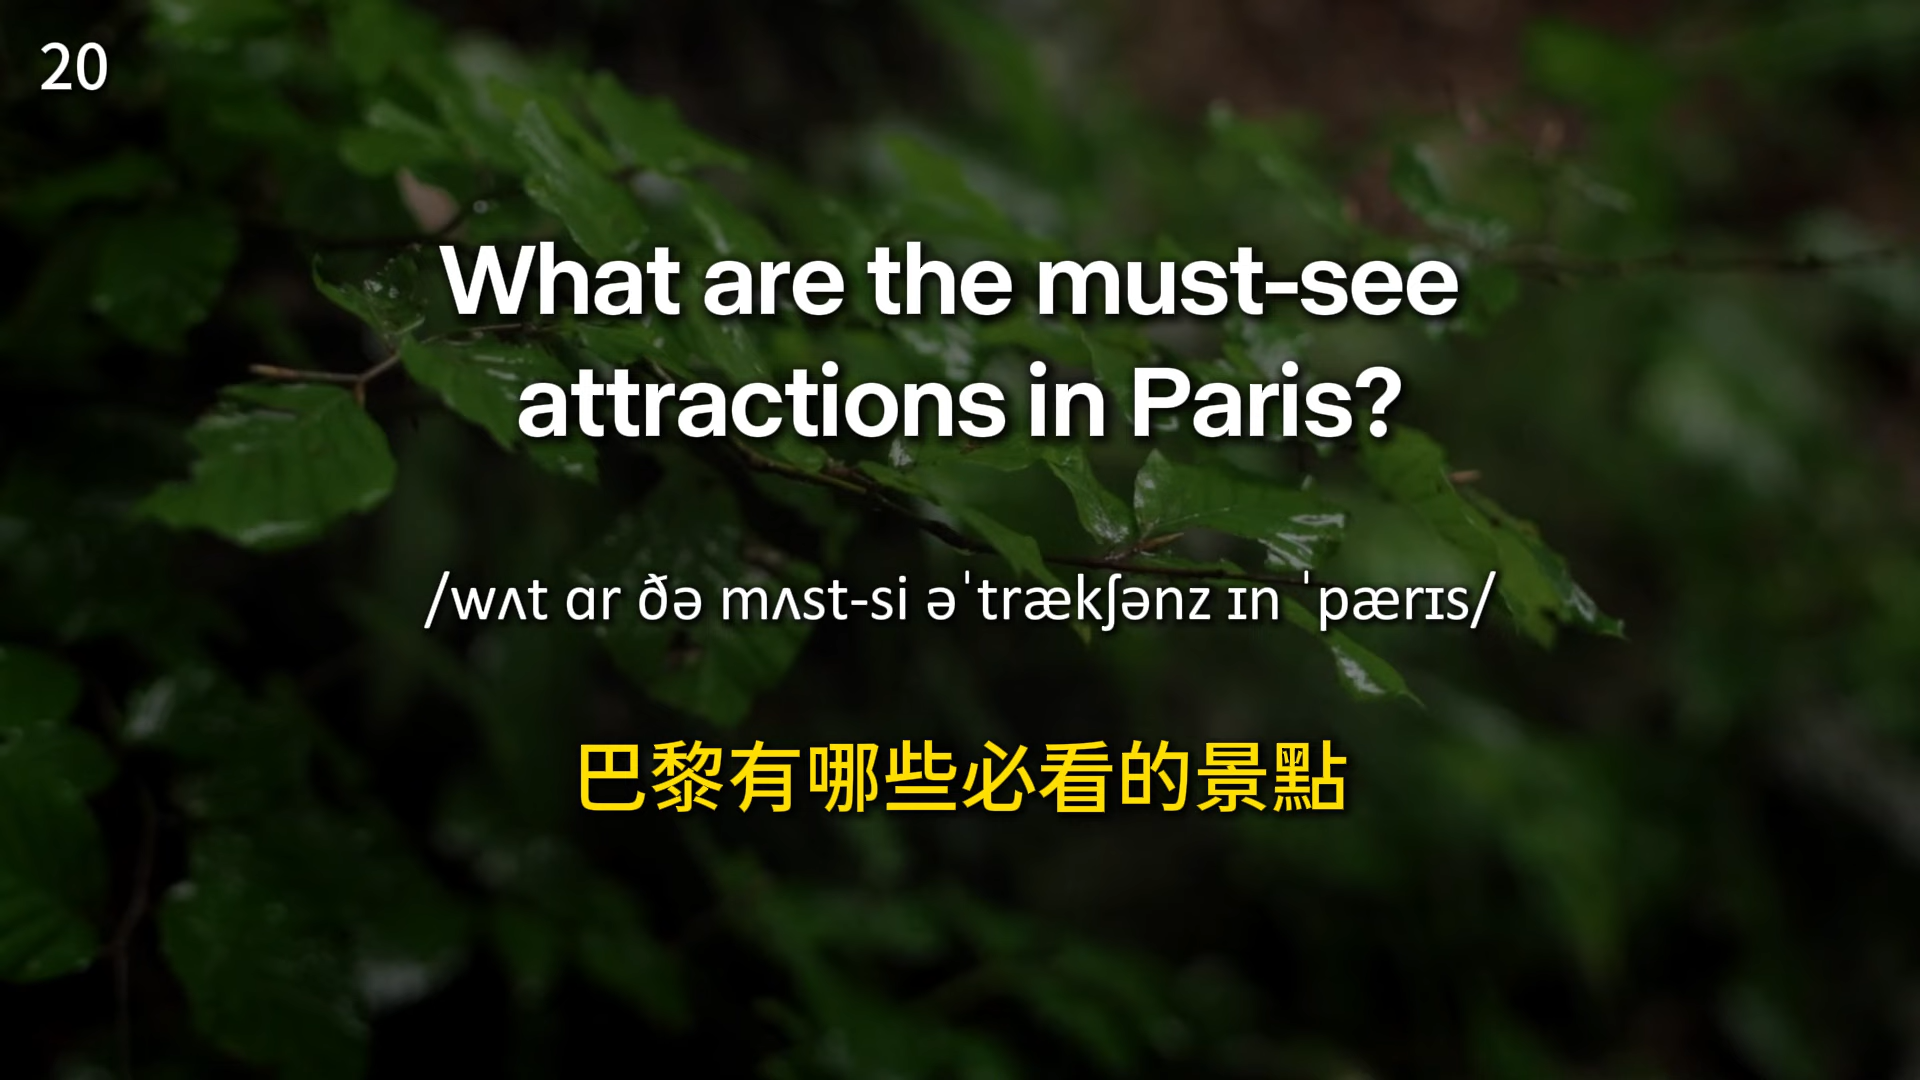 20
What are the must-see
attractions in Paris?
/wʌt ɑr ðə mʌst-si əˈtrækʃənz ɪn ˈpærɪs/
巴黎有哪些必看的景點